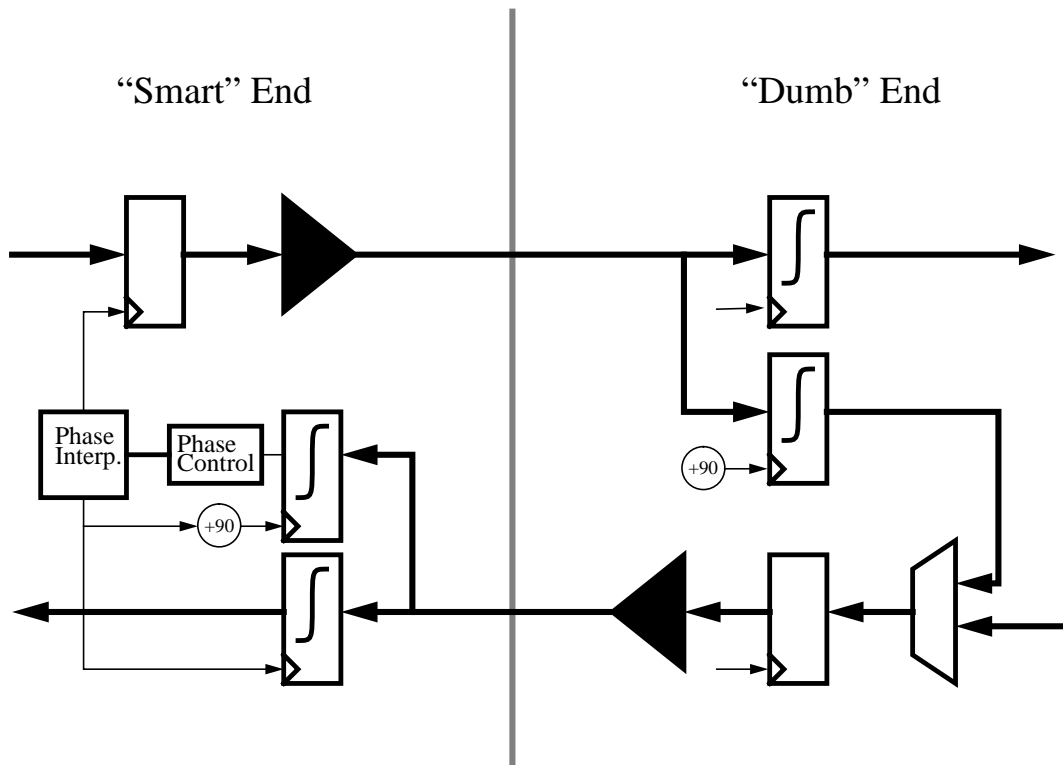 “Smart” End
“Dumb” End
Phase
Interp.
Phase
Control
+90
+90